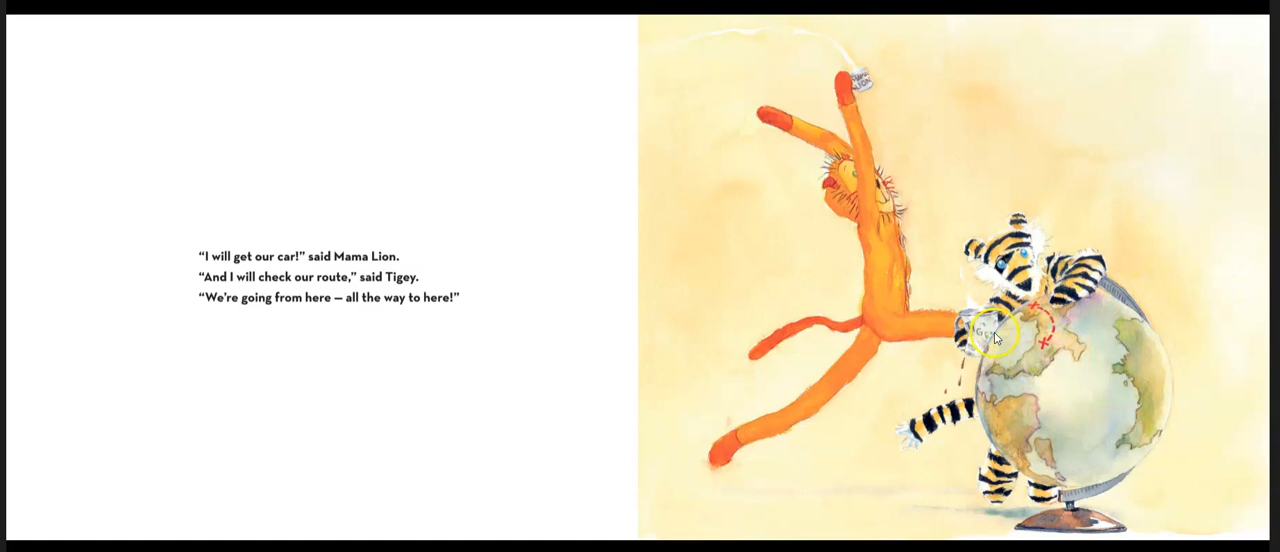 “I will get our car!” said Mama Lion.
“And I will check our route,” said Tigey.
“We’re going from here — all the way to here!”
LION